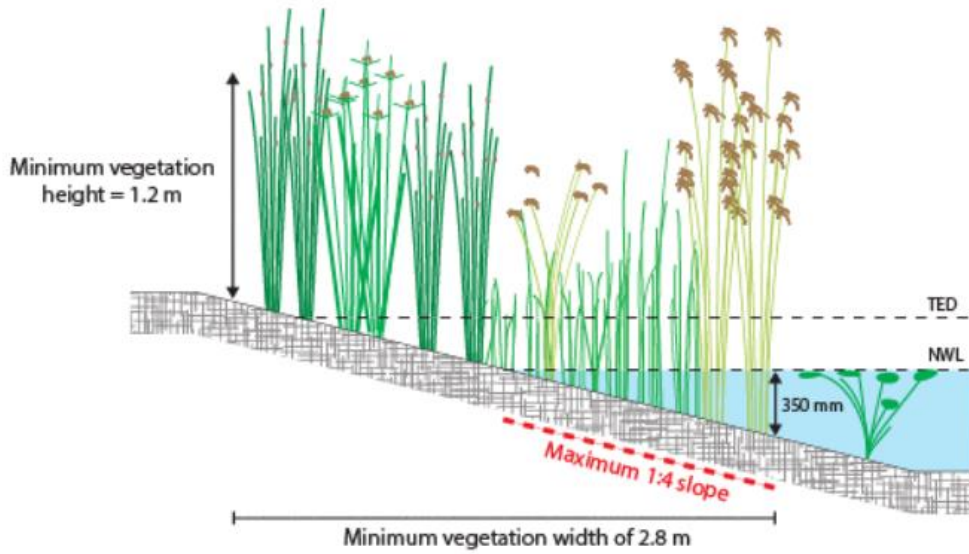 Minimum vegetation
height = 1.2 m
TED
NWL
350 mm
Maximum 1:4 slope
Minimum vegetation width of 2.8 m